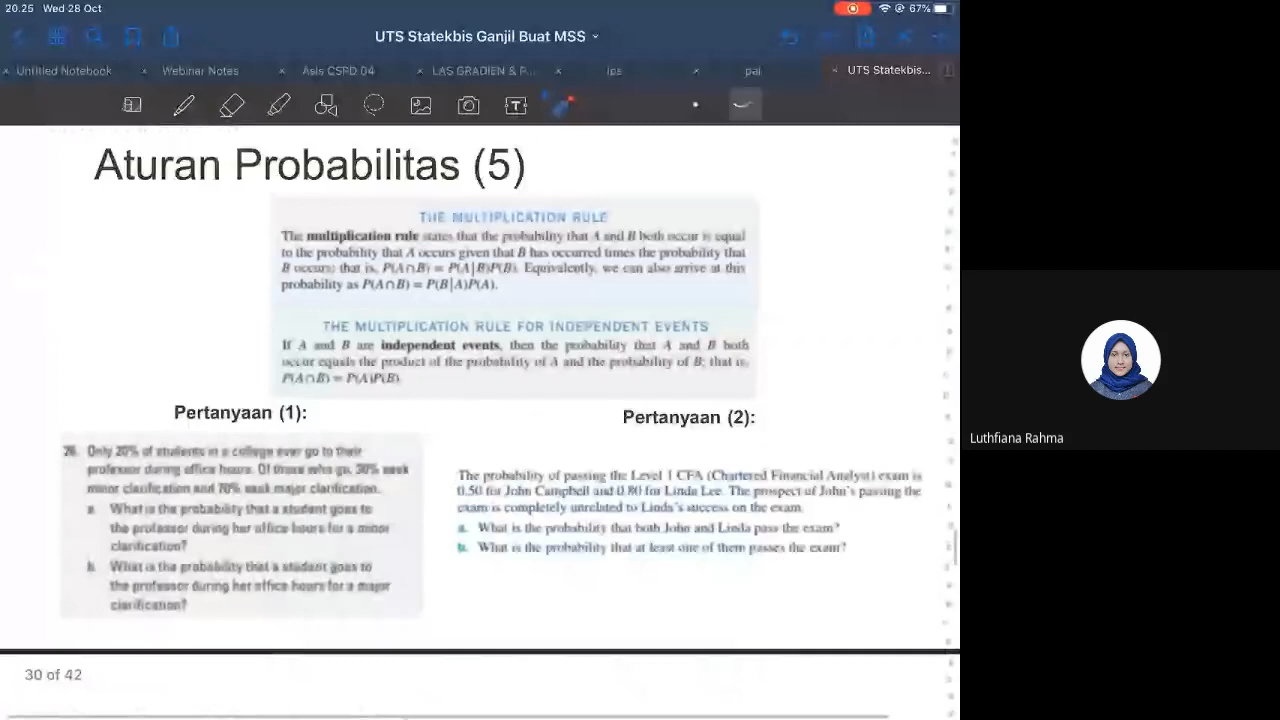 20.25 Wed 28 Oct
67%
UTS Statekbis Ganjil Buat MSS
Untitled Notebook
Webinar Notes
Asis CSPD 04
LAS GRADIEN & P...
ips
pai
UTS Statekbis...
Aturan Probabilitas (5)
THE MULTIPLICATION RULE
The multiplication rule states that the probability that A and B both occur is equal
to the probability that A occurs given that B has occurred times the probability that
B occurs; that is, P(A∩B) = P(A|B)P(B). Equivalently, we can also arrive at this
probability as P(A∩B) = P(B|A)P(A).
THE MULTIPLICATION RULE FOR INDEPENDENT EVENTS
If A and B are independent events, then the probability that A and B both
occur equals the product of the probability of A and the probability of B; that is,
P(A∩B) = P(A)P(B).
Pertanyaan (1):
Only 20% of students in a college ever go to their
professor during office hours. Of those who go, 30% seek
minor clarification and 70% seek major clarification.
a. What is the probability that a student goes to
the professor during her office hours for a minor
clarification?
b. What is the probability that a student goes to
the professor during her office hours for a major
clarification?
Pertanyaan (2):
The probability of passing the Level 1 CFA (Chartered Financial Analyst) exam is
0.50 for John Campbell and 0.80 for Linda Lee. The prospect of John's passing the
exam is completely unrelated to Linda's success on the exam.
a. What is the probability that both John and Linda pass the exam?
b. What is the probability that at least one of them passes the exam?
30 of 42
Luthfiana Rahma